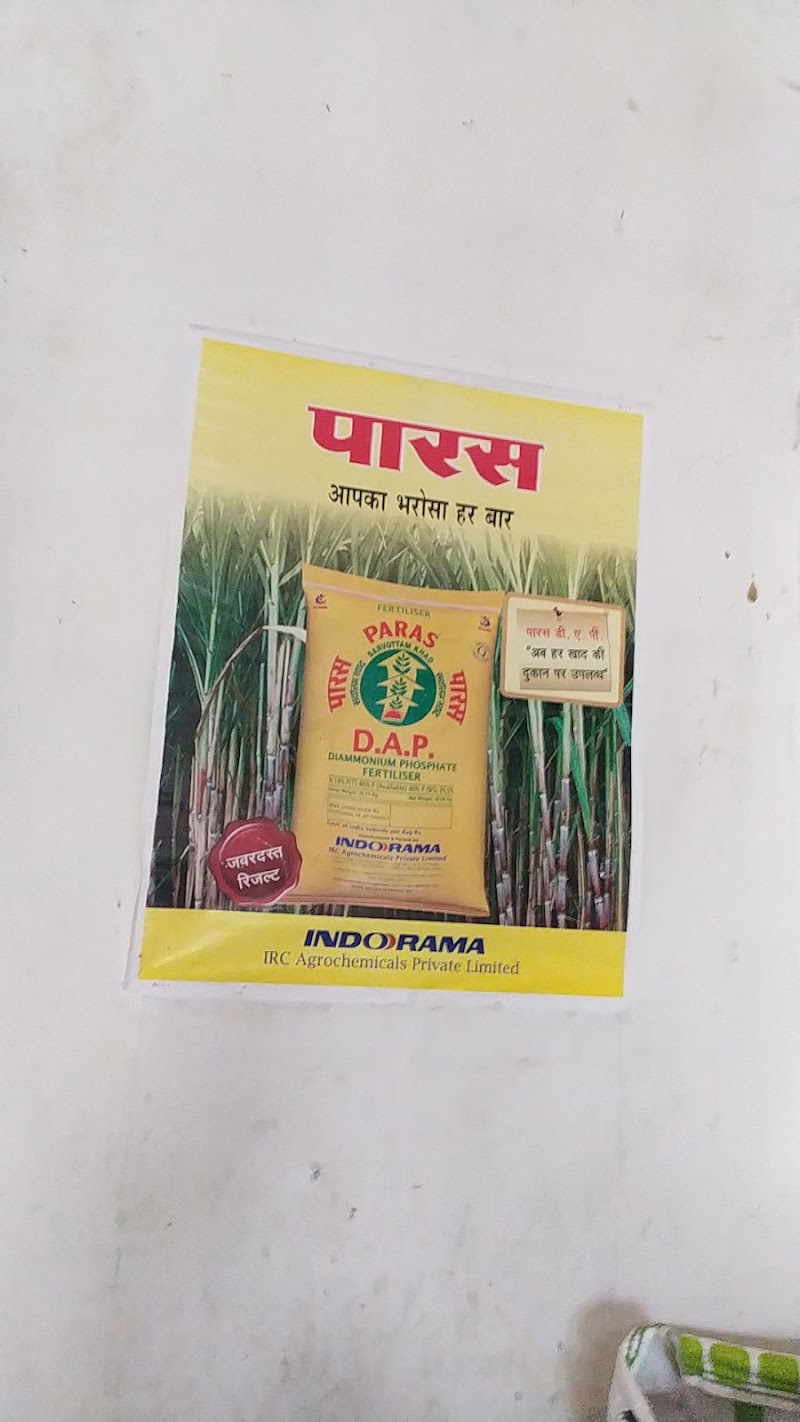 पारस
आपका भरोसा हर बार
FERTILISER
PARAS
SARVOTTAM KHAD
पारस
पारस
D.A.P.
DIAMMONIUM PHOSPHATE
FERTILISER
INDORAMA
IRC Agrochemicals Private Limited
पारस डी. ए. पी.
"अब हर खाद की
दुकान पर उपलब्ध"
जबरदस्त
रिजल्ट
INDORAMA
IRC Agrochemicals Private Limited